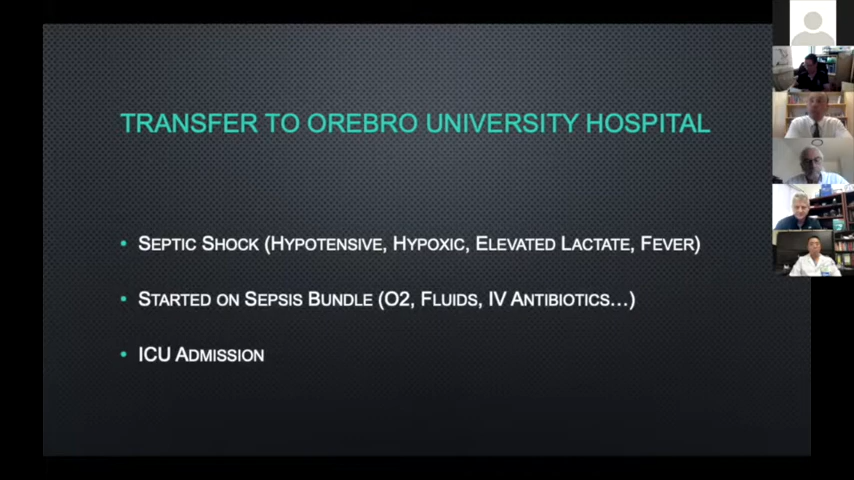 TRANSFER TO OREBRO UNIVERSITY HOSPITAL
• SEPTIC SHOCK (HYPOTENSIVE, HYPOXIC, ELEVATED LACTATE, FEVER)
• STARTED ON SEPSIS BUNDLE (O2, FLUIDS, IV ANTIBIOTICS...)
• ICU ADMISSION